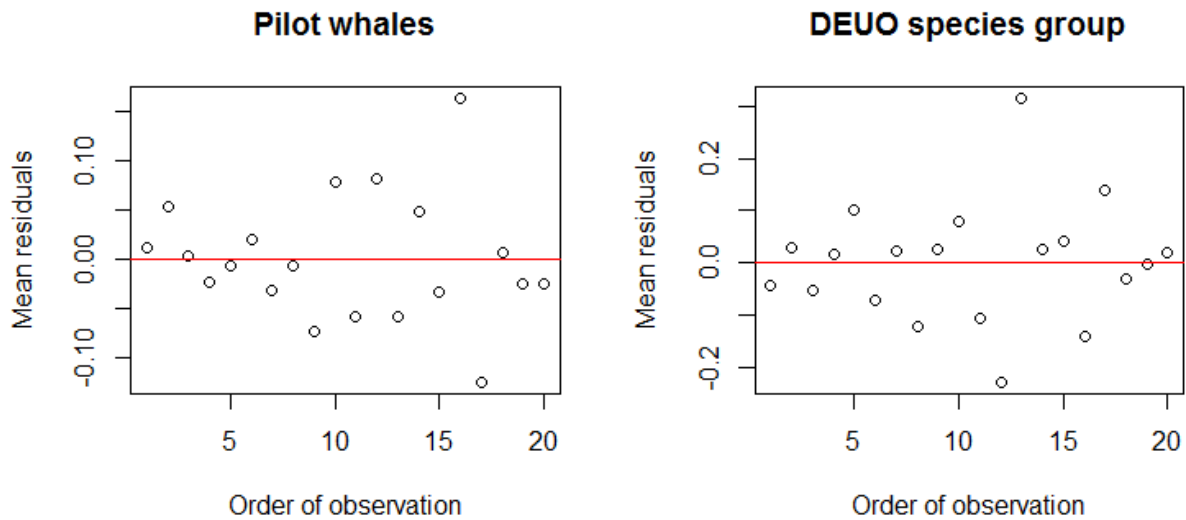 Pilot whales
Mean residuals
0.10
0.00
-0.10
5 10 15 20
Order of observation
DEUO species group
Mean residuals
0.2
0.0
-0.2
5 10 15 20
Order of observation